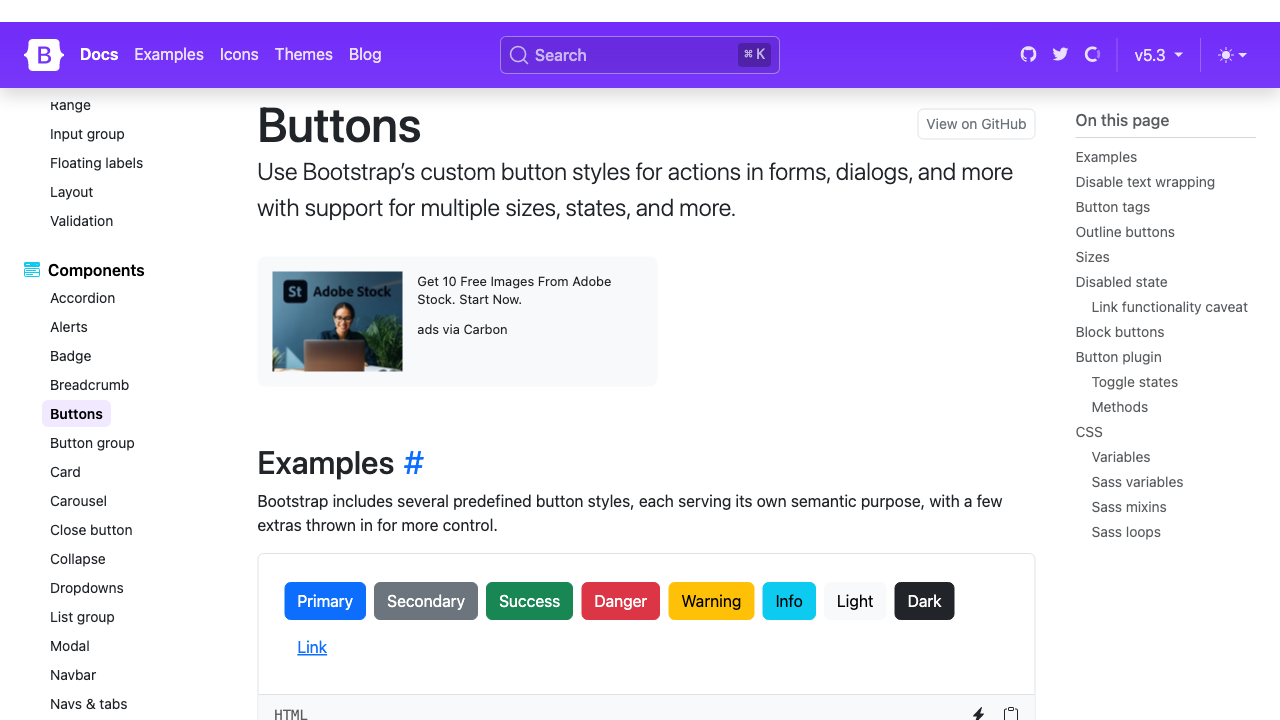 B Docs Examples Icons Themes Blog Search ⌘ K v5.3
Range
Input group
Floating labels
Layout
Validation
Components
Accordion
Alerts
Badge
Breadcrumb
Buttons
Button group
Card
Carousel
Close button
Collapse
Dropdowns
List group
Modal
Navbar
Navs & tabs
Buttons
View on GitHub
Use Bootstrap’s custom button styles for actions in forms, dialogs, and more
with support for multiple sizes, states, and more.
St Adobe Stock
Get 10 Free Images From Adobe
Stock. Start Now.
ads via Carbon
Examples #
Bootstrap includes several predefined button styles, each serving its own semantic purpose, with a few
extras thrown in for more control.
Primary Secondary Success Danger Warning Info Light Dark
Link
HTML
On this page
Examples
Disable text wrapping
Button tags
Outline buttons
Sizes
Disabled state
Link functionality caveat
Block buttons
Button plugin
Toggle states
Methods
CSS
Variables
Sass variables
Sass mixins
Sass loops